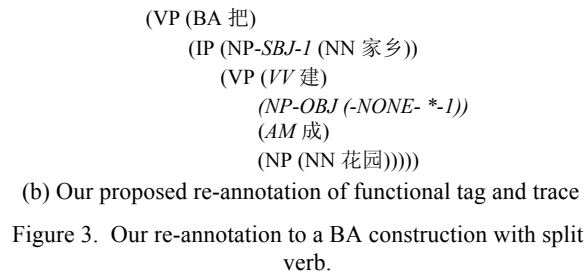 (VP (BA 把)
(IP (NP-SBJ-1 (NN 家乡))
(VP (VV 建)
(NP-OBJ (-NONE- *-1))
(AM 成)
(NP (NN 花园)))))
(b) Our proposed re-annotation of functional tag and trace
Figure 3. Our re-annotation to a BA construction with split
verb.